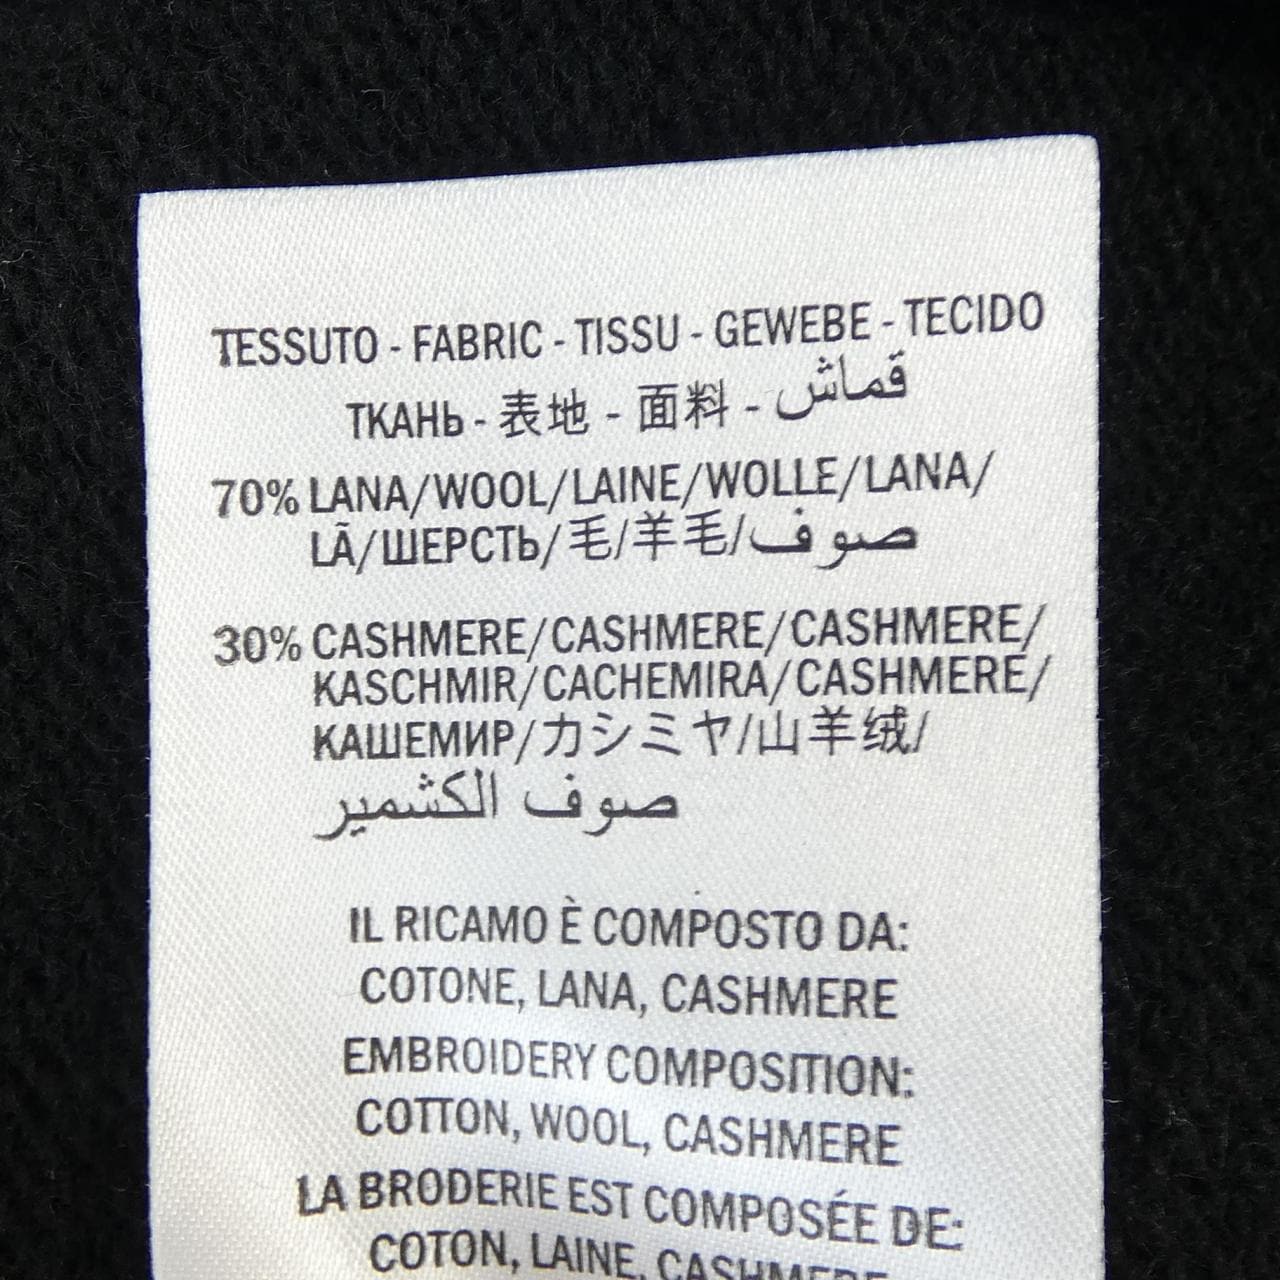 TESSUTO - FABRIC - TISSU - GEWEBE - TECIDO
ТКАНЬ - 表地 - 面料 - قماش
70% LANA/WOOL/LAINE/WOLLE/LANA/
LÃ/ШЕРСТЬ/毛/羊毛/صوف
30% CASHMERE/CASHMERE/CASHMERE/
KASCHMIR/CACHEMIRA/CASHMERE/
КАШЕМИР/カシミヤ/山羊绒/
صوف الكشمير
IL RICAMO È COMPOSTO DA:
COTONE, LANA, CASHMERE
EMBROIDERY COMPOSITION:
COTTON, WOOL, CASHMERE
LA BRODERIE EST COMPOSÉE DE:
COTON, LAINE, CASHMERE